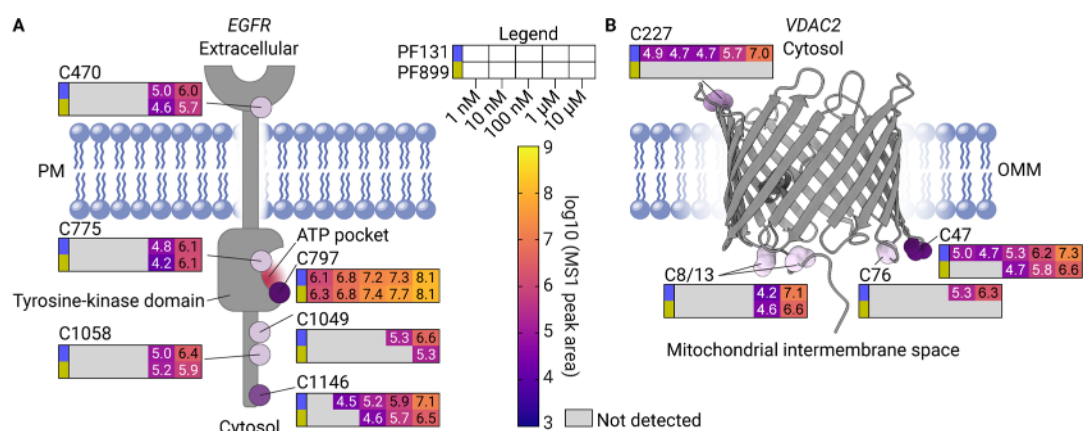 A
EGFR
Extracellular
C470
5.0 6.0
4.6 5.7
PM
C775
4.8 6.1
4.2 6.1
ATP pocket
C797
6.1 6.8 7.2 7.3 8.1
6.3 6.8 7.4 7.7 8.1
Tyrosine-kinase domain
C1058
5.0 6.4
5.2 5.9
C1049
5.3 6.6
5.3
C1146
4.5 5.2 5.9 7.1
4.6 5.7 6.5
Cytosol
Legend
PF131
PF899
1 nM
10 nM
100 nM
1 µM
10 µM
9
8
7
6
5
4
3
log10 (MS1 peak area)
Not detected
B
VDAC2
Cytosol
C227
4.9 4.7 4.7 5.7 7.0
OMM
C47
5.0 4.7 5.3 6.2 7.3
4.7 5.8 6.6
C8/13
4.2 7.1
4.6 6.6
C76
5.3 6.3
Mitochondrial intermembrane space